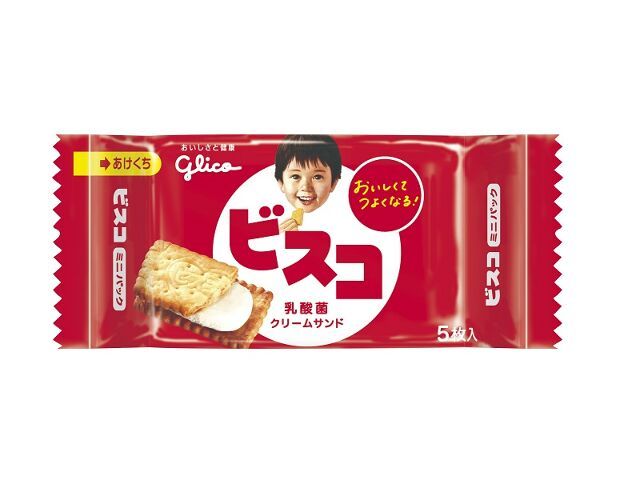 ➡あけくち
おいしさと健康
glico
おいしくて
つよくなる!
ビスコ
乳酸菌
クリームサンド
5枚入
ビスコ ミニパック
ビスコ ミニパック